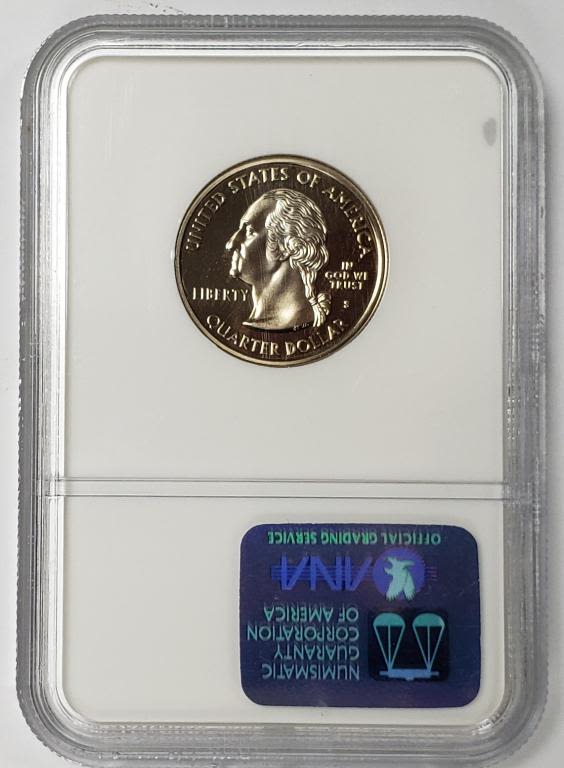 UNITED STATES OF AMERICA
LIBERTY
IN
GOD WE
TRUST
S
QUARTER DOLLAR
NUMISMATIC
GUARANTY
CORPORATION
OF AMERICA
ANA
OFFICIAL GRADING SERVICE